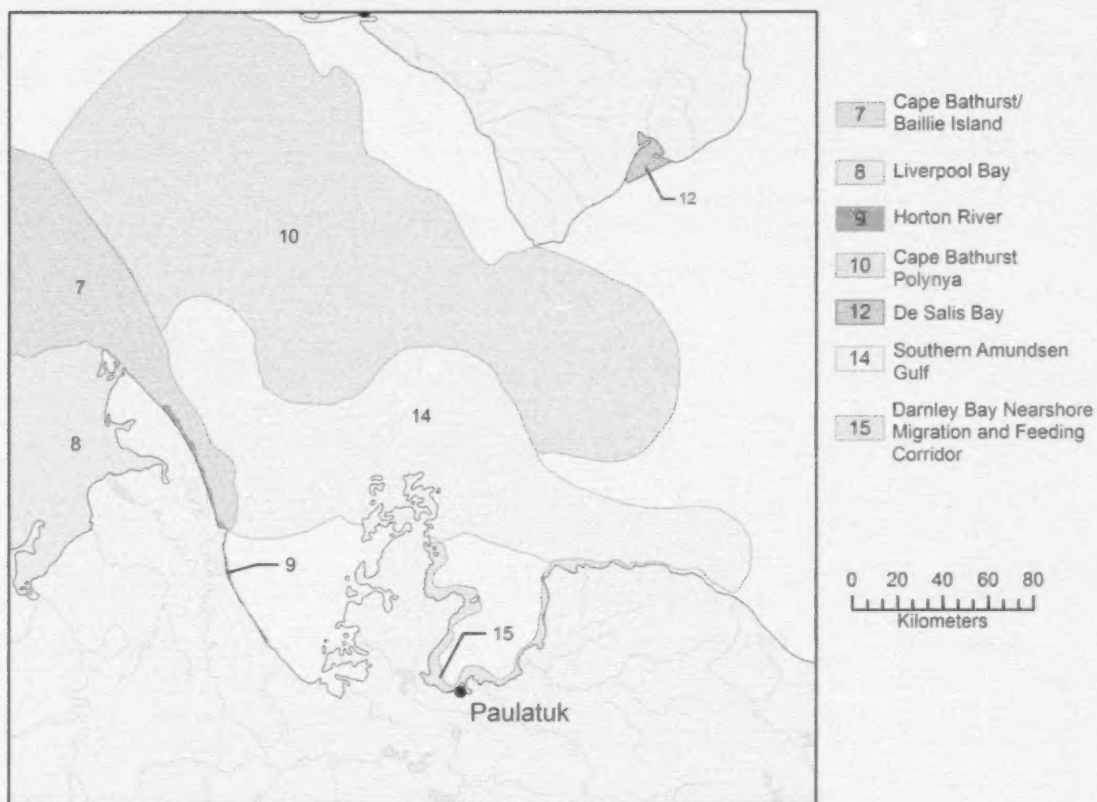 10
12
7
14
8
9
15
Paulatuk
7 Cape Bathurst/
Baillie Island
8 Liverpool Bay
9 Horton River
10 Cape Bathurst
Polynya
12 De Salis Bay
14 Southern Amundsen
Gulf
15 Darnley Bay Nearshore
Migration and Feeding
Corridor
0 20 40 60 80
Kilometers